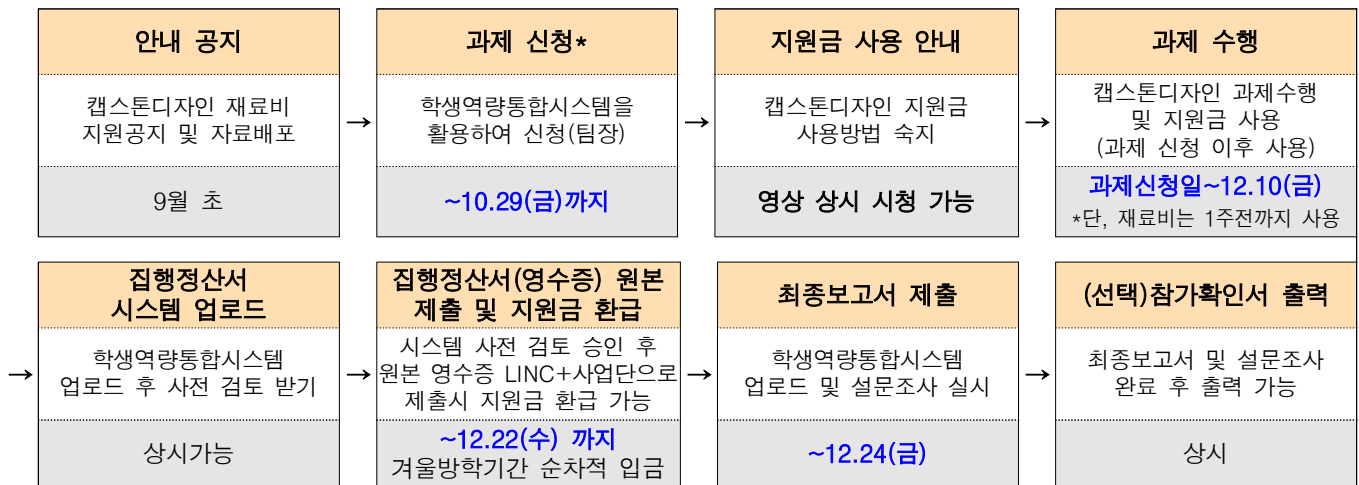 안내 공지
캡스톤디자인 재료비
지원공지 및 자료배포
9월 초
→
과제 신청*
학생역량통합시스템을
활용하여 신청(팀장)
~10.29(금)까지
→
지원금 사용 안내
캡스톤디자인 지원금
사용방법 숙지
영상 상시 시청 가능
→
과제 수행
캡스톤디자인 과제수행
및 지원금 사용
(과제 신청 이후 사용)
과제신청일~12.10(금)
*단, 재료비는 1주전까지 사용
→
집행정산서
시스템 업로드
학생역량통합시스템
업로드 후 사전 검토 받기
상시가능
→
집행정산서(영수증) 원본
제출 및 지원금 환급
시스템 사전 검토 승인 후
원본 영수증 LINC+사업단으로
제출시 지원금 환급 가능
~12.22(수) 까지
겨울방학기간 순차적 입금
→
최종보고서 제출
학생역량통합시스템
업로드 및 설문조사 실시
~12.24(금)
→
(선택)참가확인서 출력
최종보고서 및 설문조사
완료 후 출력 가능
상시